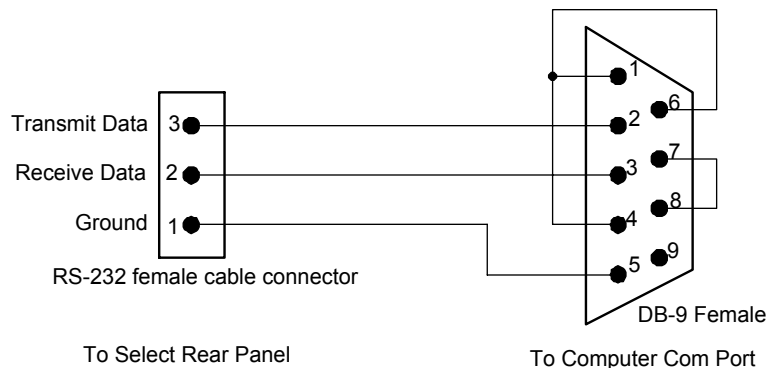 1
6
Transmit Data 3 2
7
Receive Data 2 3
8
Ground 1 4
9
5
RS-232 female cable connector
DB-9 Female
To Select Rear Panel
To Computer Com Port